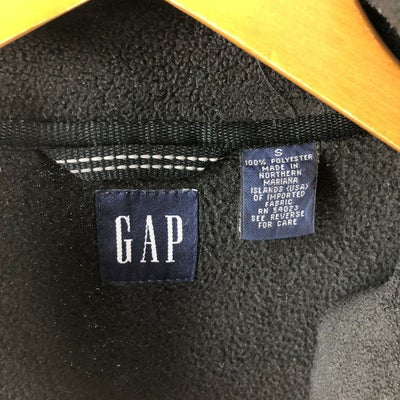 GAP
S
100% POLYESTER
MADE IN
NORTHERN
MARIANA
ISLANDS (USA)
OF IMPORTED
FABRIC
RN 54023
SEE REVERSE
FOR CARE